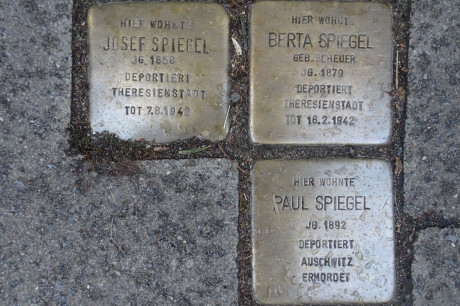 HIER WOHNTE
JOSEF SPIEGEL
JG. 1858
DEPORTIERT
THERESIENSTADT
TOT 7.8.1942
HIER WOHNTE
BERTA SPIEGEL
GEB. SCHEUER
JG. 1879
DEPORTIERT
THERESIENSTADT
TOT 16.2.1942
HIER WOHNTE
PAUL SPIEGEL
JG. 1892
DEPORTIERT
AUSCHWITZ
ERMORDET